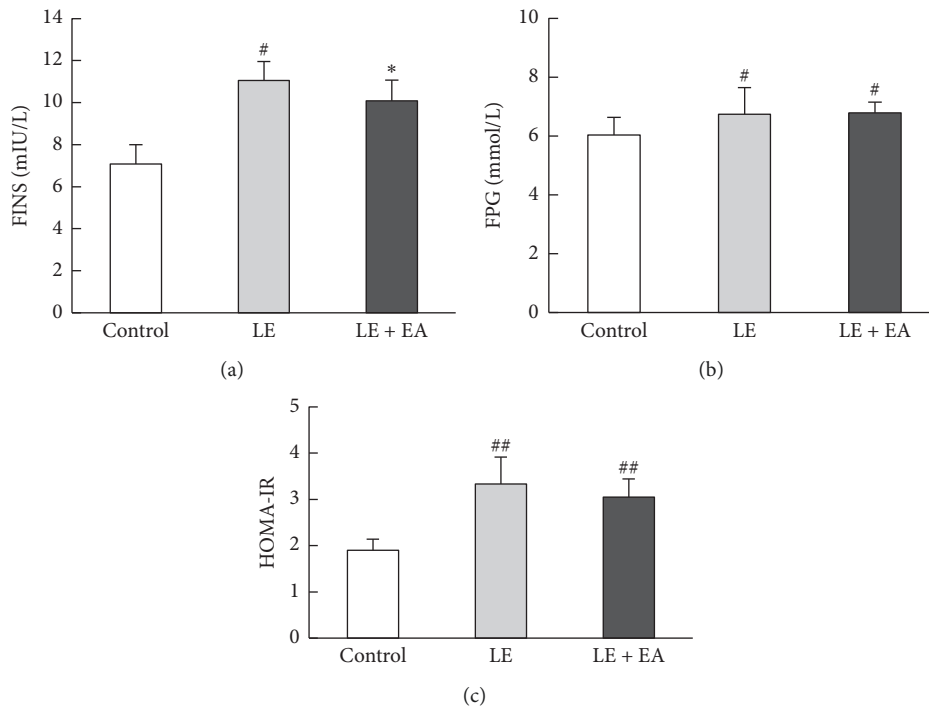 14
12
10
8
6
4
2
0
FINS (mIU/L)
#
*
Control LE LE + EA
(a)
10
8
6
4
2
0
FPG (mmol/L)
#
#
Control LE LE + EA
(b)
5
4
3
2
1
0
HOMA-IR
##
##
Control LE LE + EA
(c)